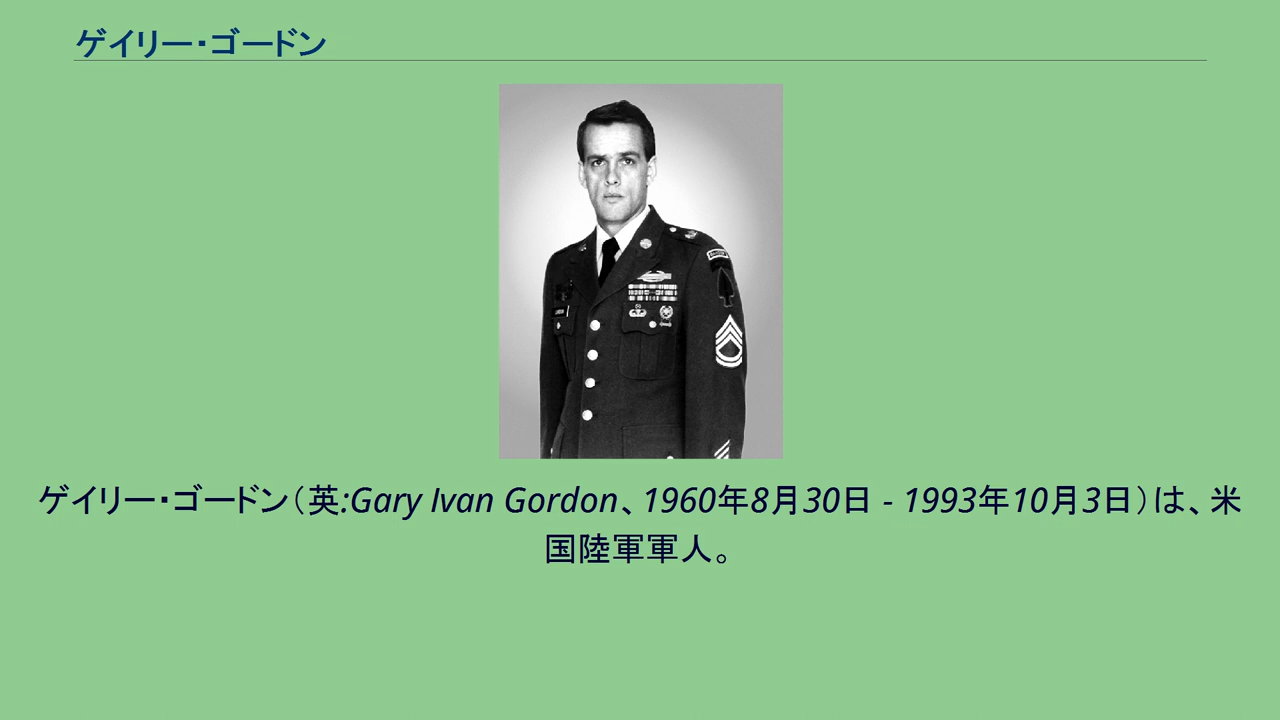 ゲイリー・ゴードン
ゲイリー・ゴードン（英:Gary Ivan Gordon、1960年8月30日 - 1993年10月3日）は、米
国陸軍軍人。